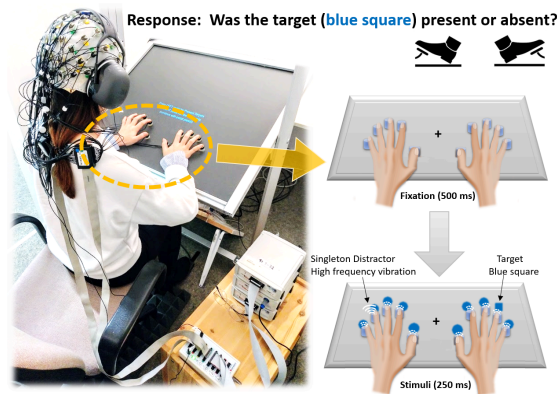 Response: Was the target (blue square) present or absent?
+
Fixation (500 ms)
Singleton Distractor
High frequency vibration
Target
Blue square
+
Stimuli (250 ms)